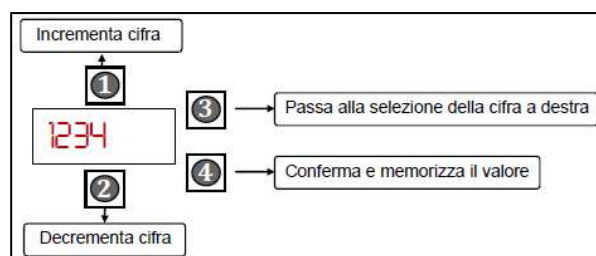 Incrementa cifra
1
3
Passa alla selezione della cifra a destra
1234
4
Conferma e memorizza il valore
2
Decrementa cifra